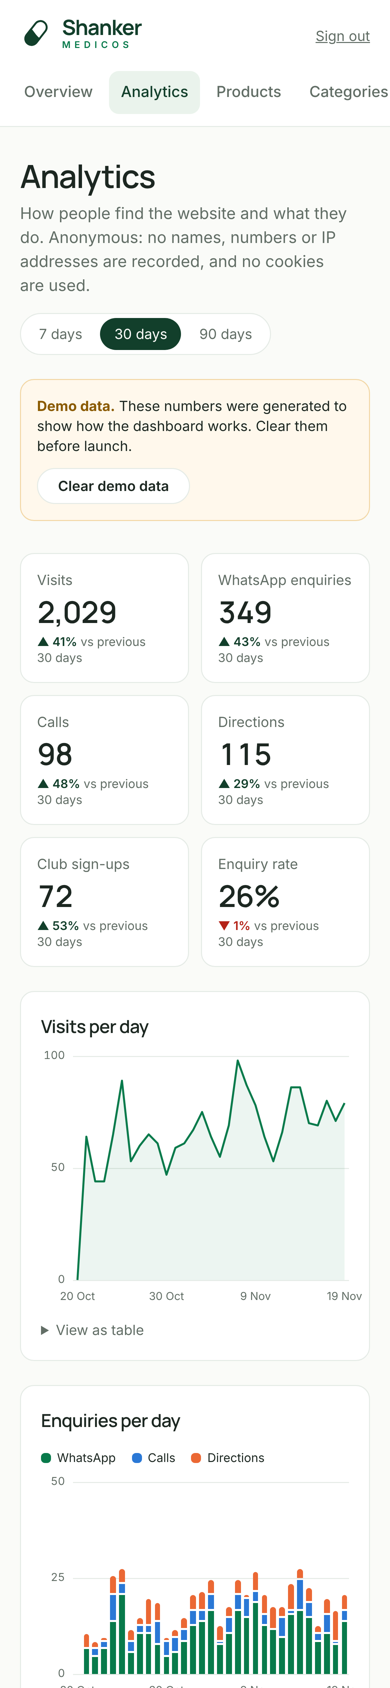 Shanker
MEDICOS
Sign out
Overview
Analytics
Products
Categories
Analytics
How people find the website and what they
do. Anonymous: no names, numbers or IP
addresses are recorded, and no cookies
are used.
7 days
30 days
90 days
Demo data. These numbers were generated to
show how the dashboard works. Clear them
before launch.
Clear demo data
Visits
2,029
▲ 41% vs previous
30 days
WhatsApp enquiries
349
▲ 43% vs previous
30 days
Calls
98
▲ 48% vs previous
30 days
Directions
115
▲ 29% vs previous
30 days
Club sign-ups
72
▲ 53% vs previous
30 days
Enquiry rate
26%
▼ 1% vs previous
30 days
Visits per day
100
50
0
20 Oct
30 Oct
9 Nov
19 Nov
▶ View as table
Enquiries per day
WhatsApp
Calls
Directions
50
25
0